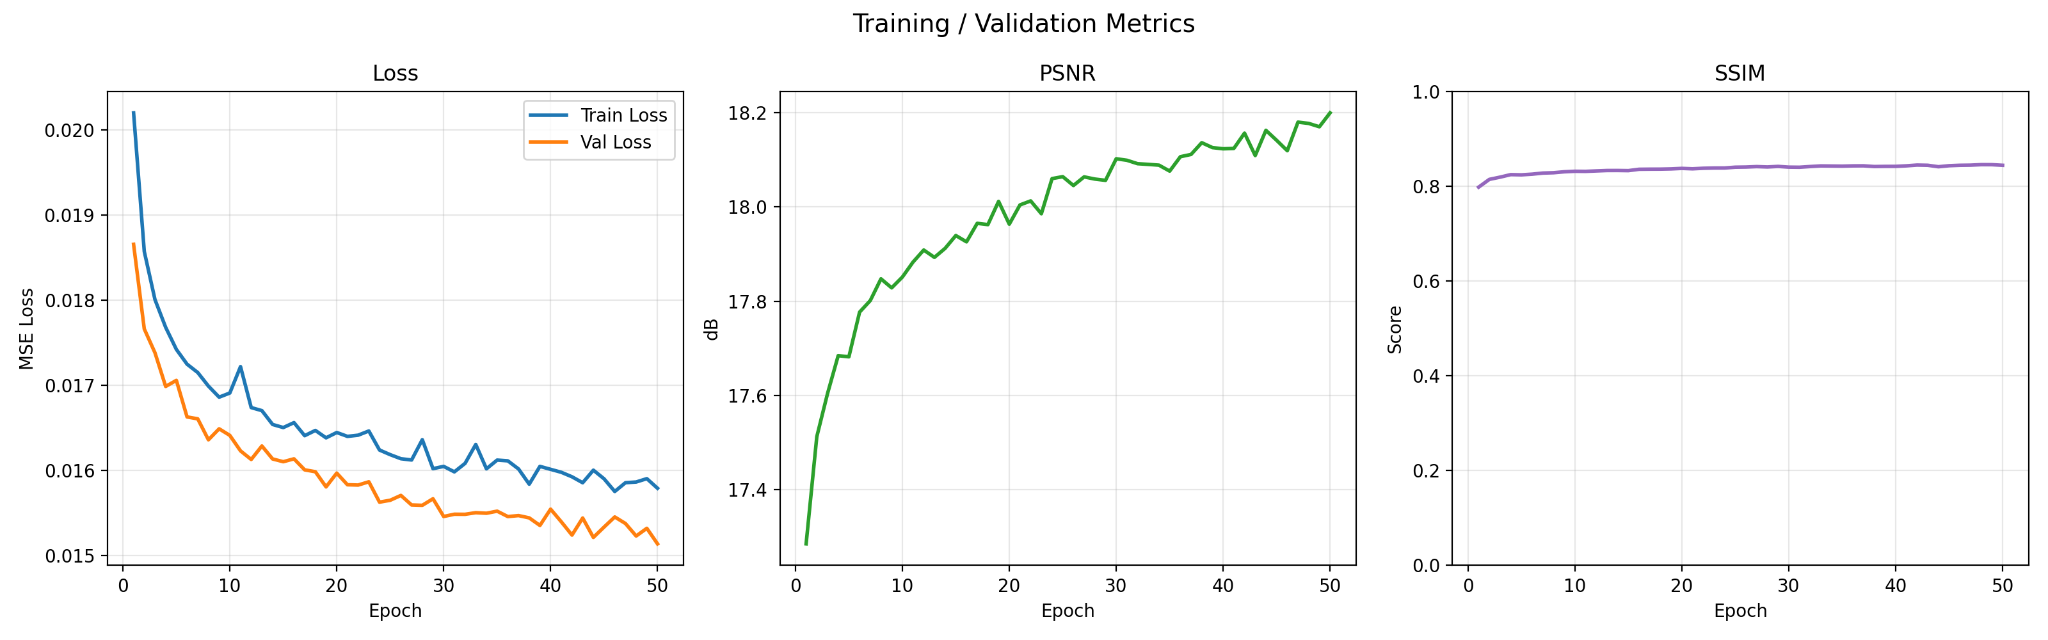 Training / Validation Metrics
Loss
MSE Loss
0.020
0.019
0.018
0.017
0.016
0.015
Train Loss
Val Loss
0 10 20 30 40 50
Epoch
PSNR
dB
18.2
18.0
17.8
17.6
17.4
0 10 20 30 40 50
Epoch
SSIM
Score
1.0
0.8
0.6
0.4
0.2
0.0
0 10 20 30 40 50
Epoch